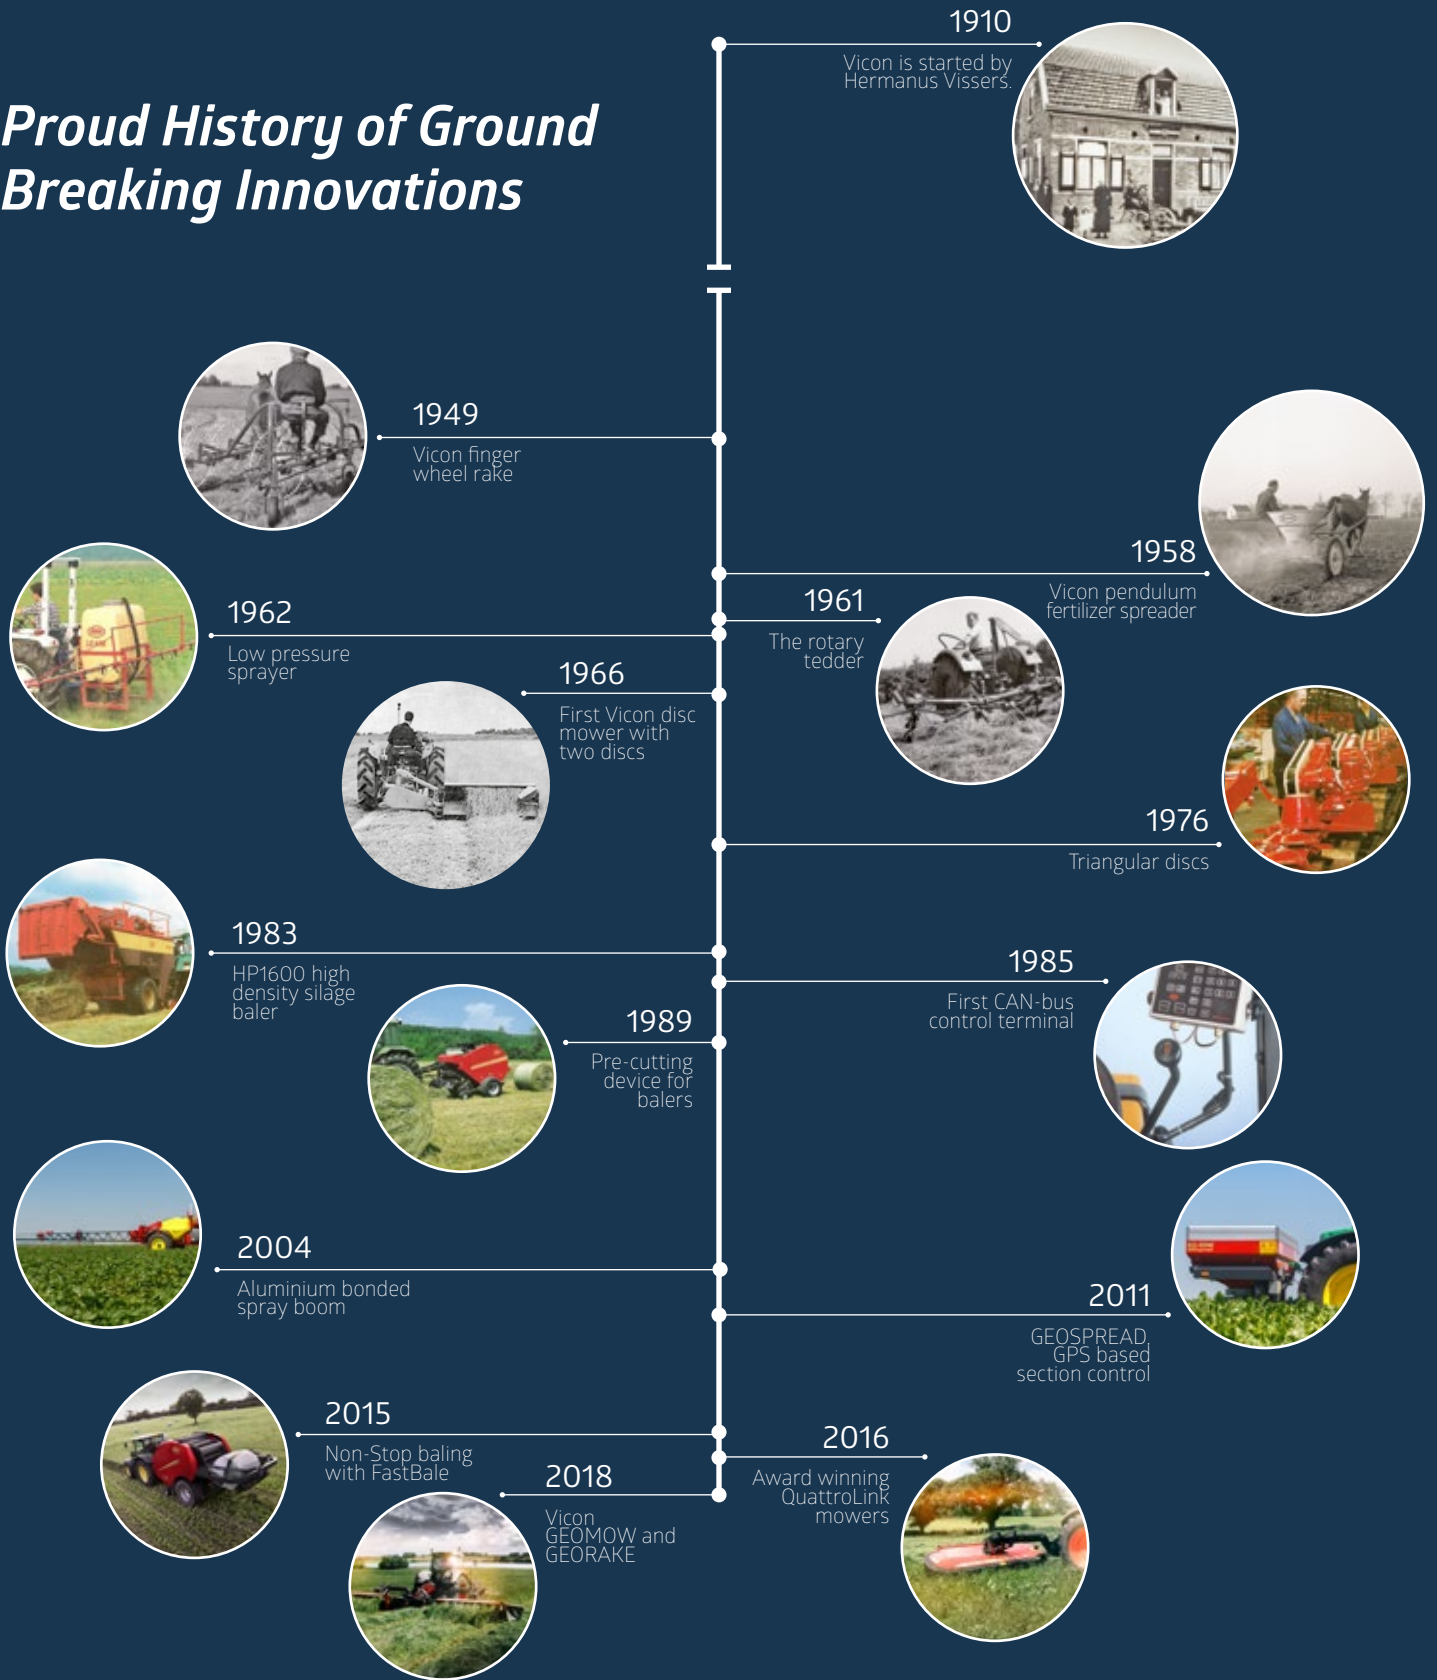 1910
Vicon is started by
Hermanus Vissers.
Proud History of Ground
Breaking Innovations
1949
Vicon finger
wheel rake
1958
Vicon pendulum
fertilizer spreader
1961
The rotary
tedder
1962
Low pressure
sprayer
1966
First Vicon disc
mower with
two discs
1976
Triangular discs
1983
HP1600 high
density silage
baler
1985
First CAN-bus
control terminal
1989
Pre-cutting
device for
balers
2004
Aluminium bonded
spray boom
2011
GEOSPREAD,
GPS based
section control
2015
Non-Stop baling
with FastBale
2016
Award winning
QuattroLink
mowers
2018
Vicon
GEOMOW and
GEORAKE